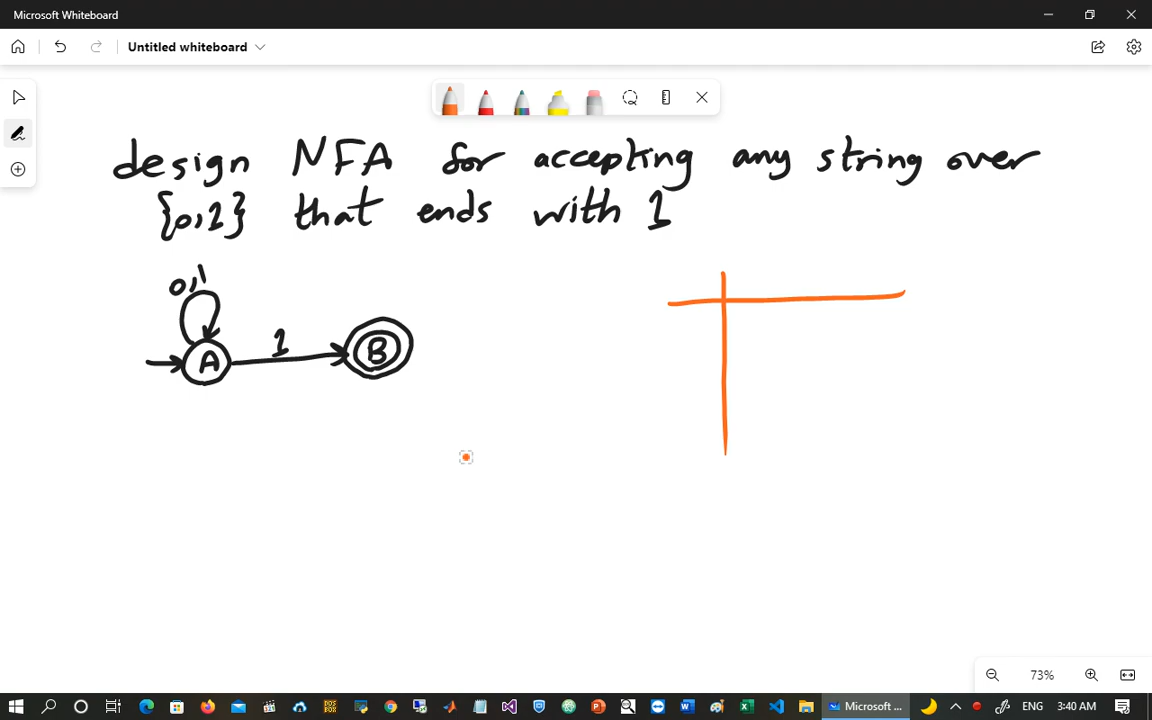 Microsoft Whiteboard
Untitled whiteboard
design NFA for accepting any string over
{0,1} that ends with 1
0,1
A
1
B
73%
Microsoft ...
ENG
3:40 AM